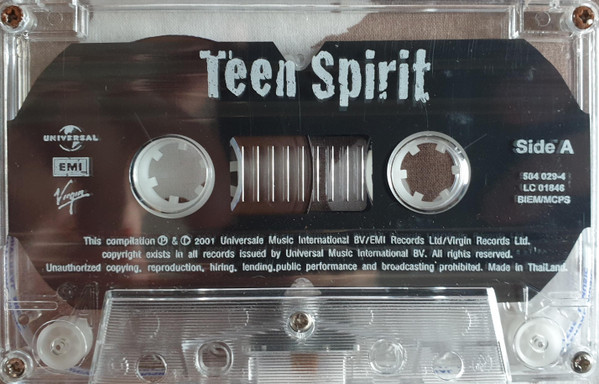 Teen Spirit
UNIVERSAL
EMI
Virgin
Side A
584 029-4
LC 01846
BIEM/MCPS
This compilation Ⓟ & © 2001 Universale Music International BV/EMI Records Ltd/Virgin Records Ltd.
copyright exists in all records issued by Universal Music International BV. All rights reserved.
Unauthorized copying, reproduction, hiring, lending,public performance and broadcasting prohibited. Made in ThaiLand.